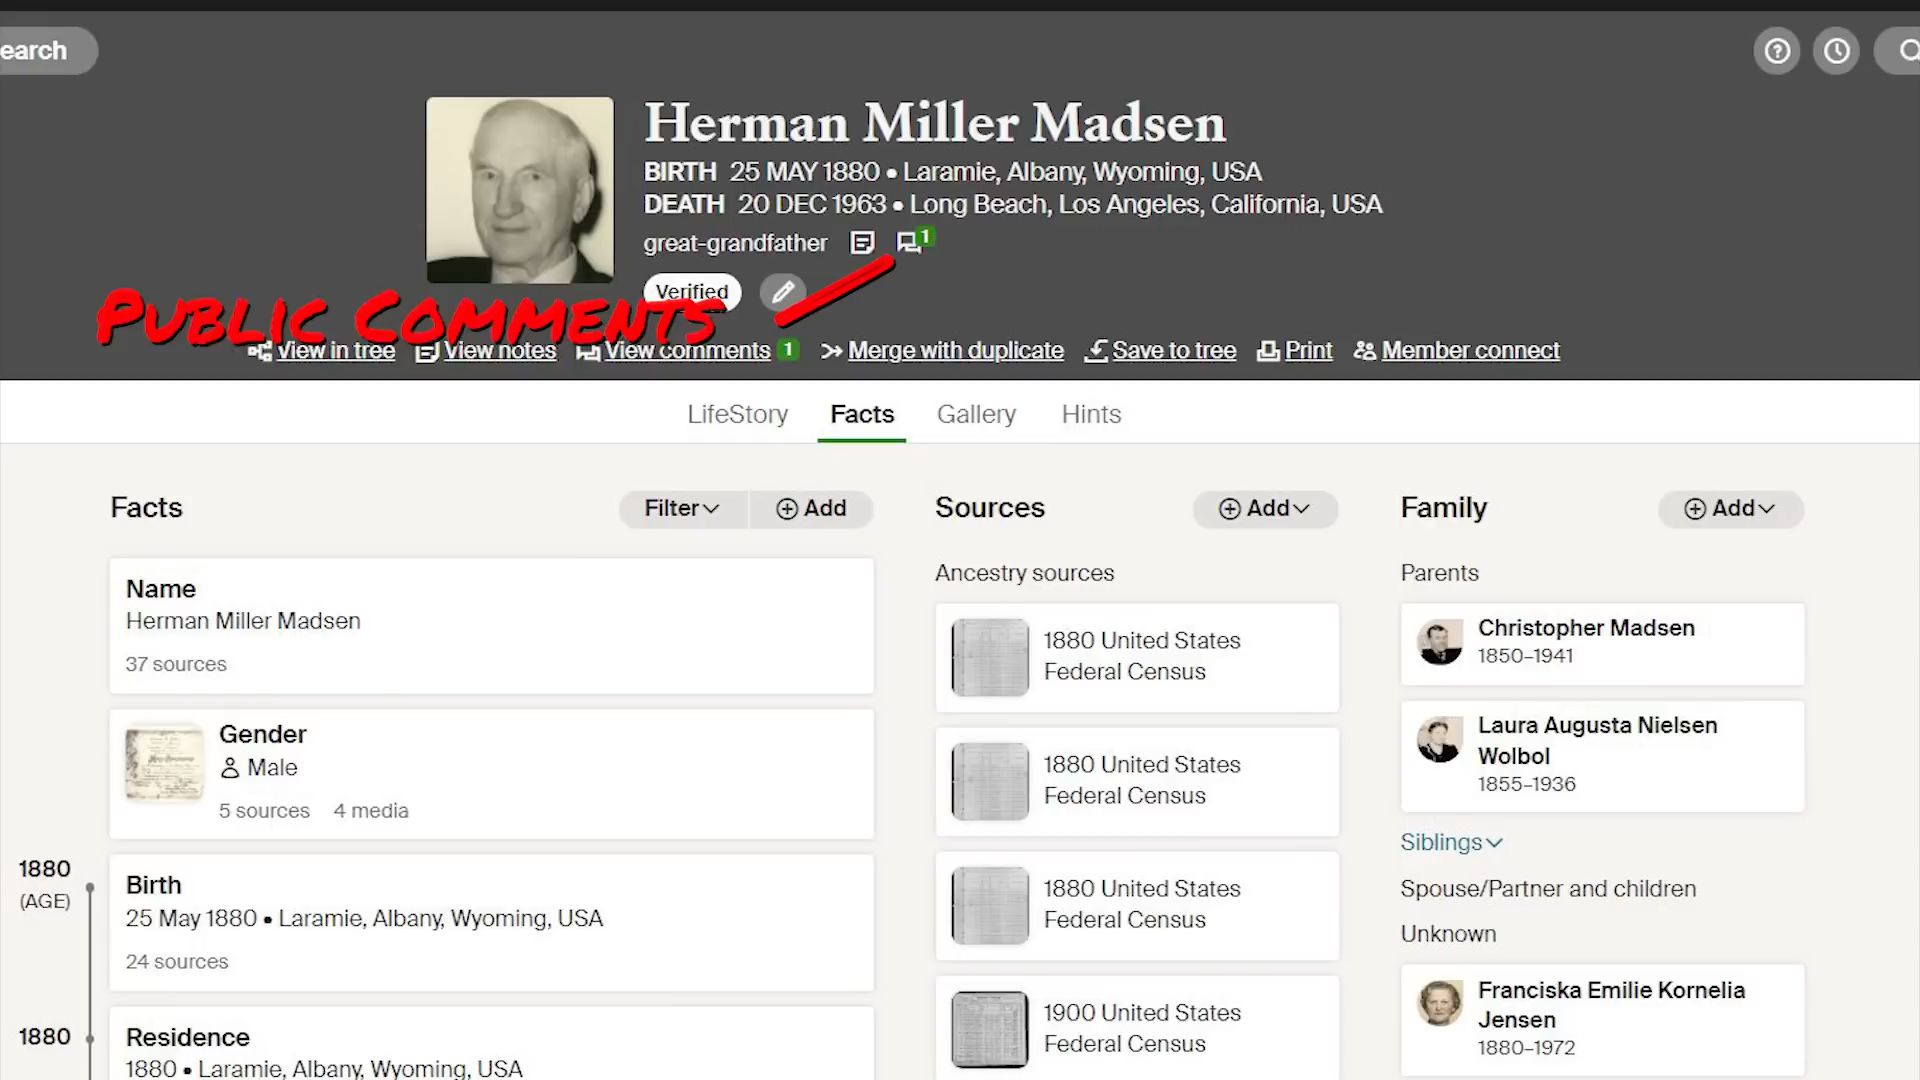 earch
Herman Miller Madsen
BIRTH 25 MAY 1880 • Laramie, Albany, Wyoming, USA
DEATH 20 DEC 1963 • Long Beach, Los Angeles, California, USA
great-grandfather 1
Verified
PUBLIC COMMENTS
View in tree View notes View comments 1 Merge with duplicate Save to tree Print Member connect
LifeStory Facts Gallery Hints
Facts Filter Add
Name
Herman Miller Madsen
37 sources
Gender
Male
5 sources 4 media
1880
(AGE)
Birth
25 May 1880 • Laramie, Albany, Wyoming, USA
24 sources
1880
Residence
1880 • Laramie, Albany, Wyoming, USA
Sources Add
Ancestry sources
1880 United States
Federal Census
1880 United States
Federal Census
1880 United States
Federal Census
1900 United States
Federal Census
Family Add
Parents
Christopher Madsen
1850–1941
Laura Augusta Nielsen
Wolbol
1855–1936
Siblings
Spouse/Partner and children
Unknown
Franciska Emilie Kornelia
Jensen
1880–1972